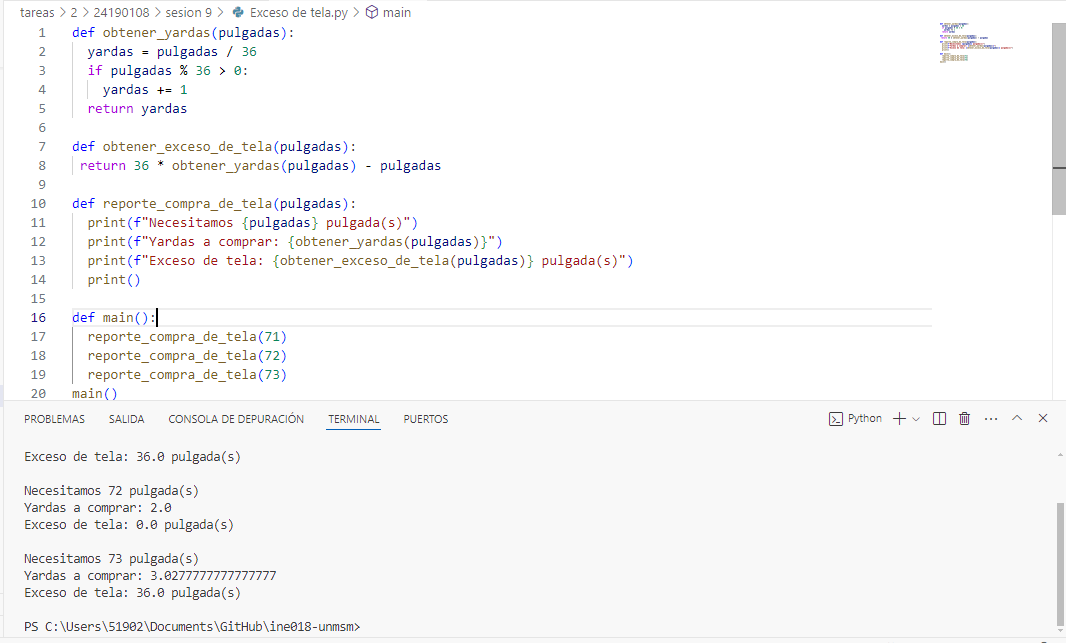 tareas > 2 > 24190108 > sesion 9 > Exceso de tela.py > main
1 def obtener_yardas(pulgadas):
2   yardas = pulgadas / 36
3   if pulgadas % 36 > 0:
4     yardas += 1
5   return yardas
6
7 def obtener_exceso_de_tela(pulgadas):
8  return 36 * obtener_yardas(pulgadas) - pulgadas
9
10 def reporte_compra_de_tela(pulgadas):
11   print(f"Necesitamos {pulgadas} pulgada(s)")
12   print(f"Yardas a comprar: {obtener_yardas(pulgadas)}")
13   print(f"Exceso de tela: {obtener_exceso_de_tela(pulgadas)} pulgada(s)")
14   print()
15
16 def main():
17   reporte_compra_de_tela(71)
18   reporte_compra_de_tela(72)
19   reporte_compra_de_tela(73)
20 main()
PROBLEMAS SALIDA CONSOLA DE DEPURACIÓN TERMINAL PUERTOS Python
Exceso de tela: 36.0 pulgada(s)
Necesitamos 72 pulgada(s)
Yardas a comprar: 2.0
Exceso de tela: 0.0 pulgada(s)
Necesitamos 73 pulgada(s)
Yardas a comprar: 3.0277777777777777
Exceso de tela: 36.0 pulgada(s)
PS C:\Users\51902\Documents\GitHub\ine018-unmsm>